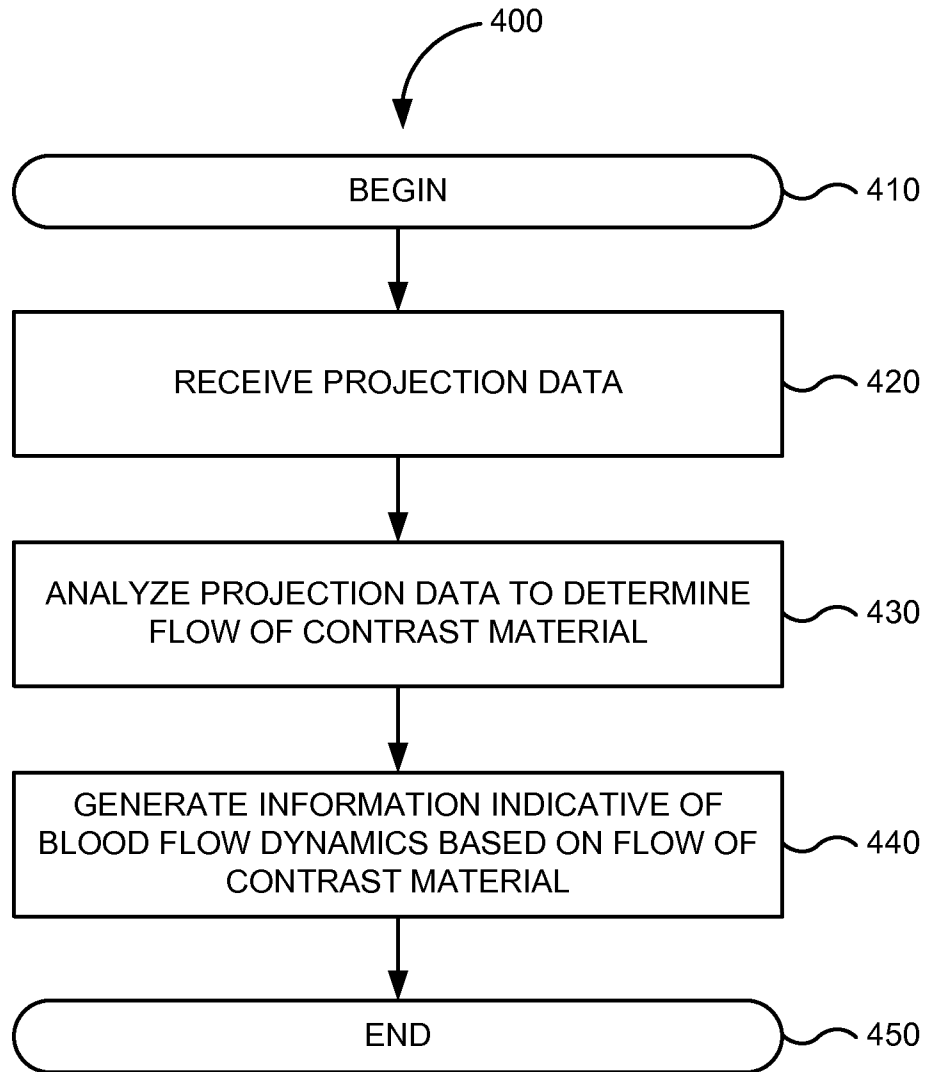 400
BEGIN
410
RECEIVE PROJECTION DATA
420
ANALYZE PROJECTION DATA TO DETERMINE
FLOW OF CONTRAST MATERIAL
430
GENERATE INFORMATION INDICATIVE OF
BLOOD FLOW DYNAMICS BASED ON FLOW OF
CONTRAST MATERIAL
440
END
450